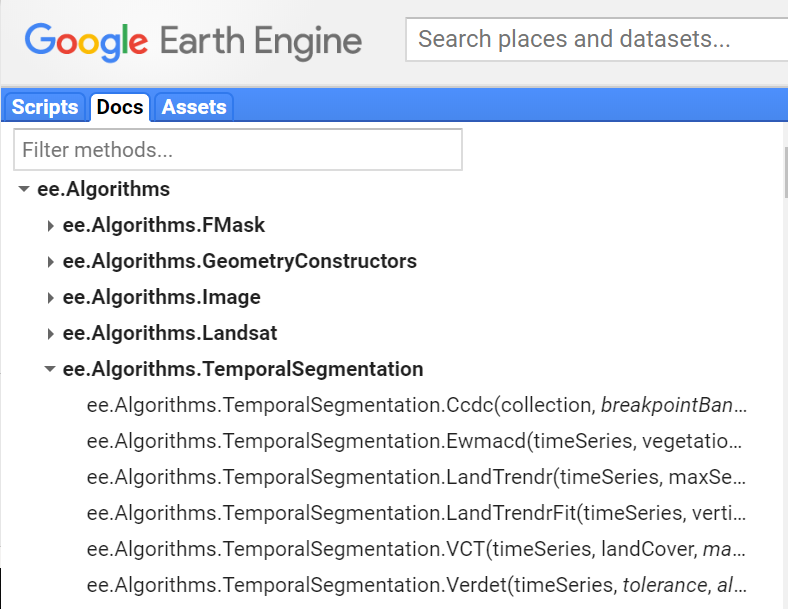 Google Earth Engine
Search places and datasets...
Scripts Docs Assets
Filter methods...
ee.Algorithms
ee.Algorithms.FMask
ee.Algorithms.GeometryConstructors
ee.Algorithms.Image
ee.Algorithms.Landsat
ee.Algorithms.TemporalSegmentation
ee.Algorithms.TemporalSegmentation.Ccdc(collection, breakpointBan...
ee.Algorithms.TemporalSegmentation.Ewmacd(timeSeries, vegetatio...
ee.Algorithms.TemporalSegmentation.LandTrendr(timeSeries, maxSe...
ee.Algorithms.TemporalSegmentation.LandTrendrFit(timeSeries, verti...
ee.Algorithms.TemporalSegmentation.VCT(timeSeries, landCover, ma...
ee.Algorithms.TemporalSegmentation.Verdet(timeSeries, tolerance, al...